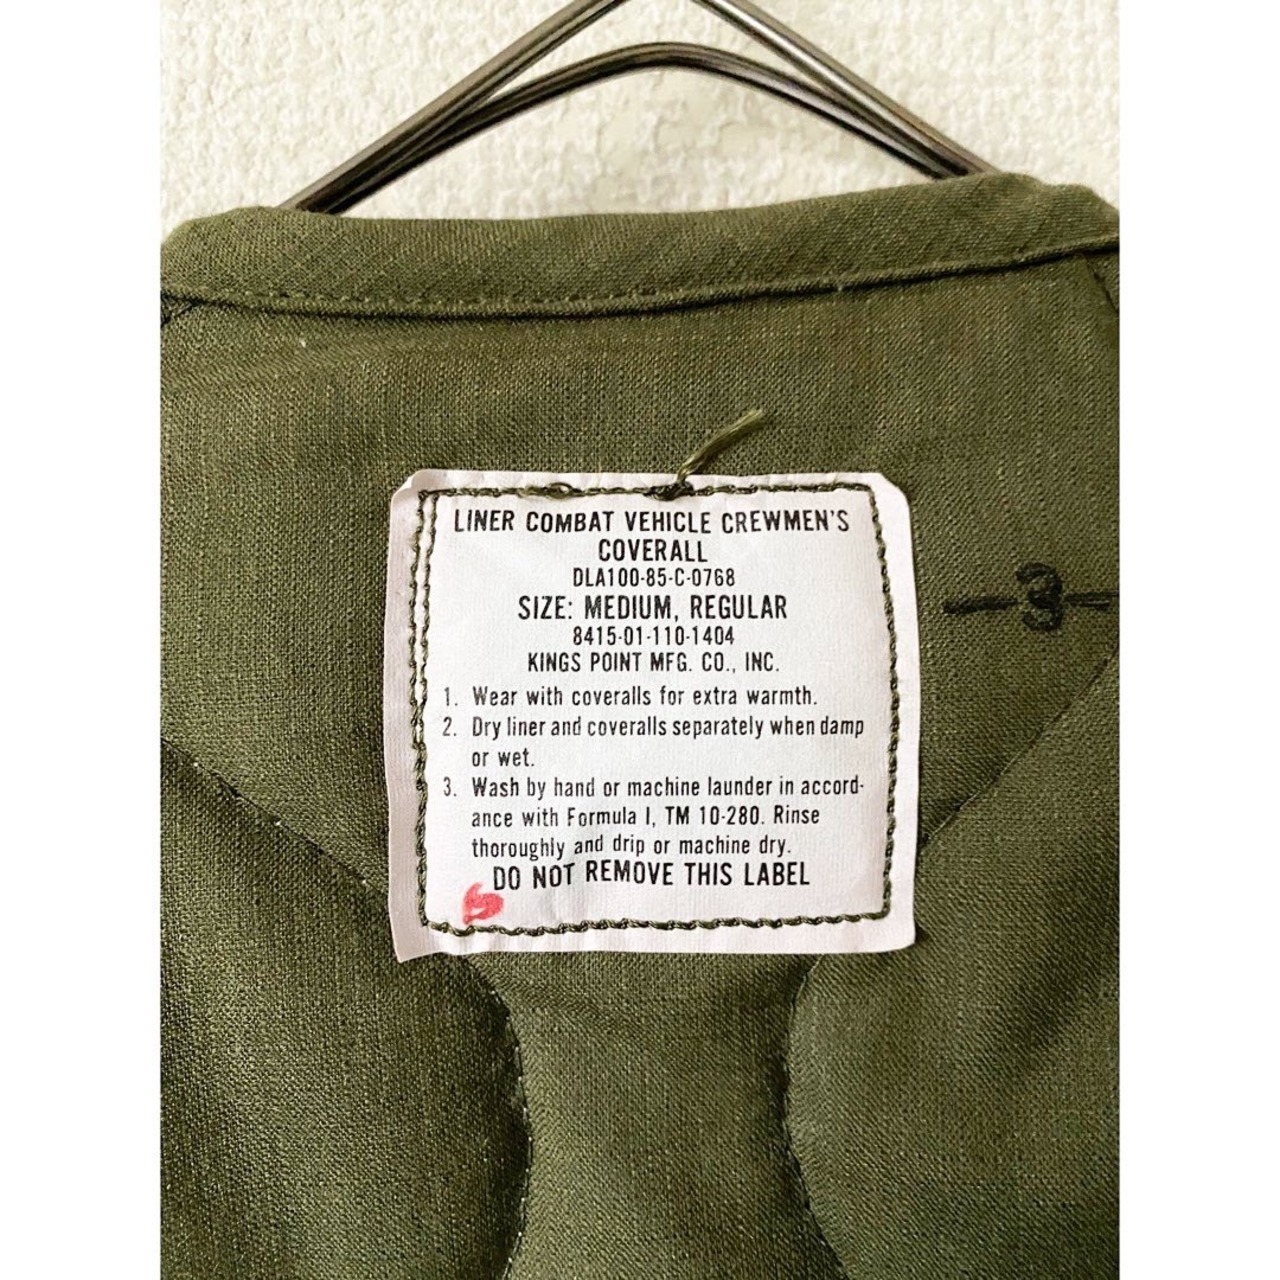 LINER COMBAT VEHICLE CREWMEN'S
COVERALL
DLA100-85-C-0768
SIZE: MEDIUM, REGULAR
8415-01-110-1404
KINGS POINT MFG. CO., INC.
1. Wear with coveralls for extra warmth.
2. Dry liner and coveralls separately when damp
or wet.
3. Wash by hand or machine launder in accord-
ance with Formula I, TM 10-280. Rinse
thoroughly and drip or machine dry.
DO NOT REMOVE THIS LABEL
-3-